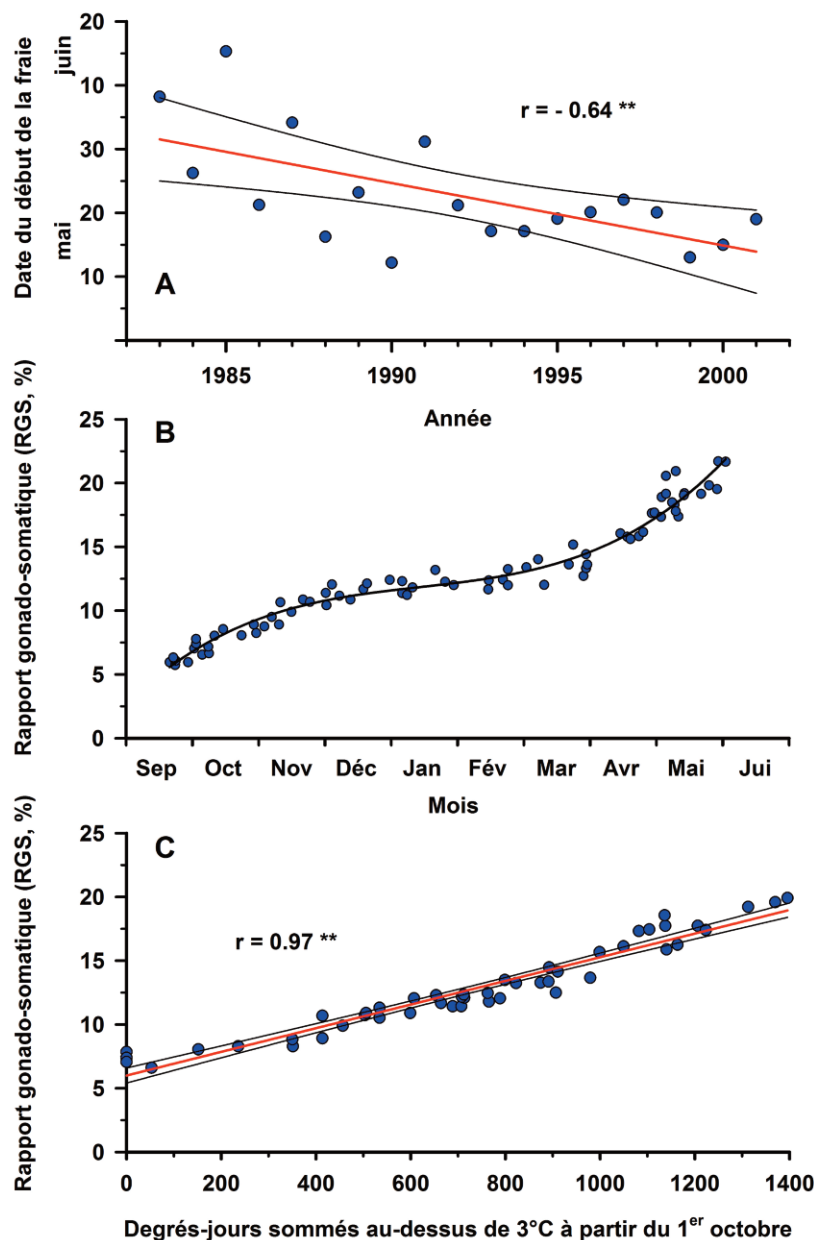 Date du début de la fraie
mai
juin
20
10
30
20
10
r = - 0.64 **
A
1985 1990 1995 2000
Année
Rapport gonado-somatique (RGS, %)
25
20
15
10
5
0
B
Sep Oct Nov Déc Jan Fév Mar Avr Mai Jui
Mois
Rapport gonado-somatique (RGS, %)
25
20
15
10
5
0
C
r = 0.97 **
0 200 400 600 800 1000 1200 1400
Degrés-jours sommés au-dessus de 3°C à partir du 1er octobre